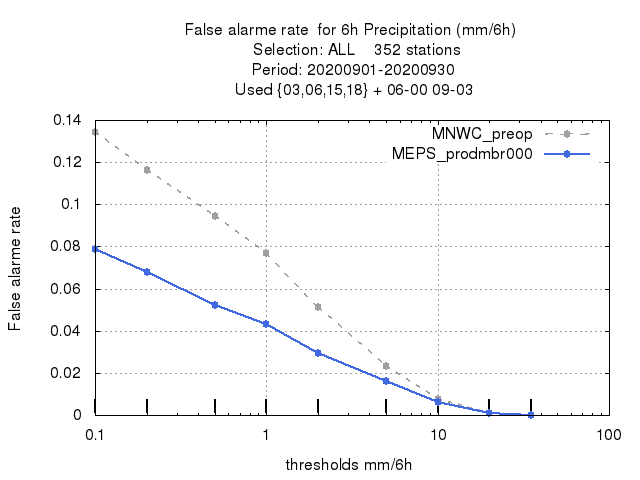 False alarme rate  for 6h Precipitation (mm/6h)
Selection: ALL    352 stations
Period: 20200901-20200930
Used {03,06,15,18} + 06-00 09-03
MNWC_preop
MEPS_prodmbr000
False alarme rate
0.14
0.12
0.1
0.08
0.06
0.04
0.02
0
0.1 1 10 100
thresholds mm/6h